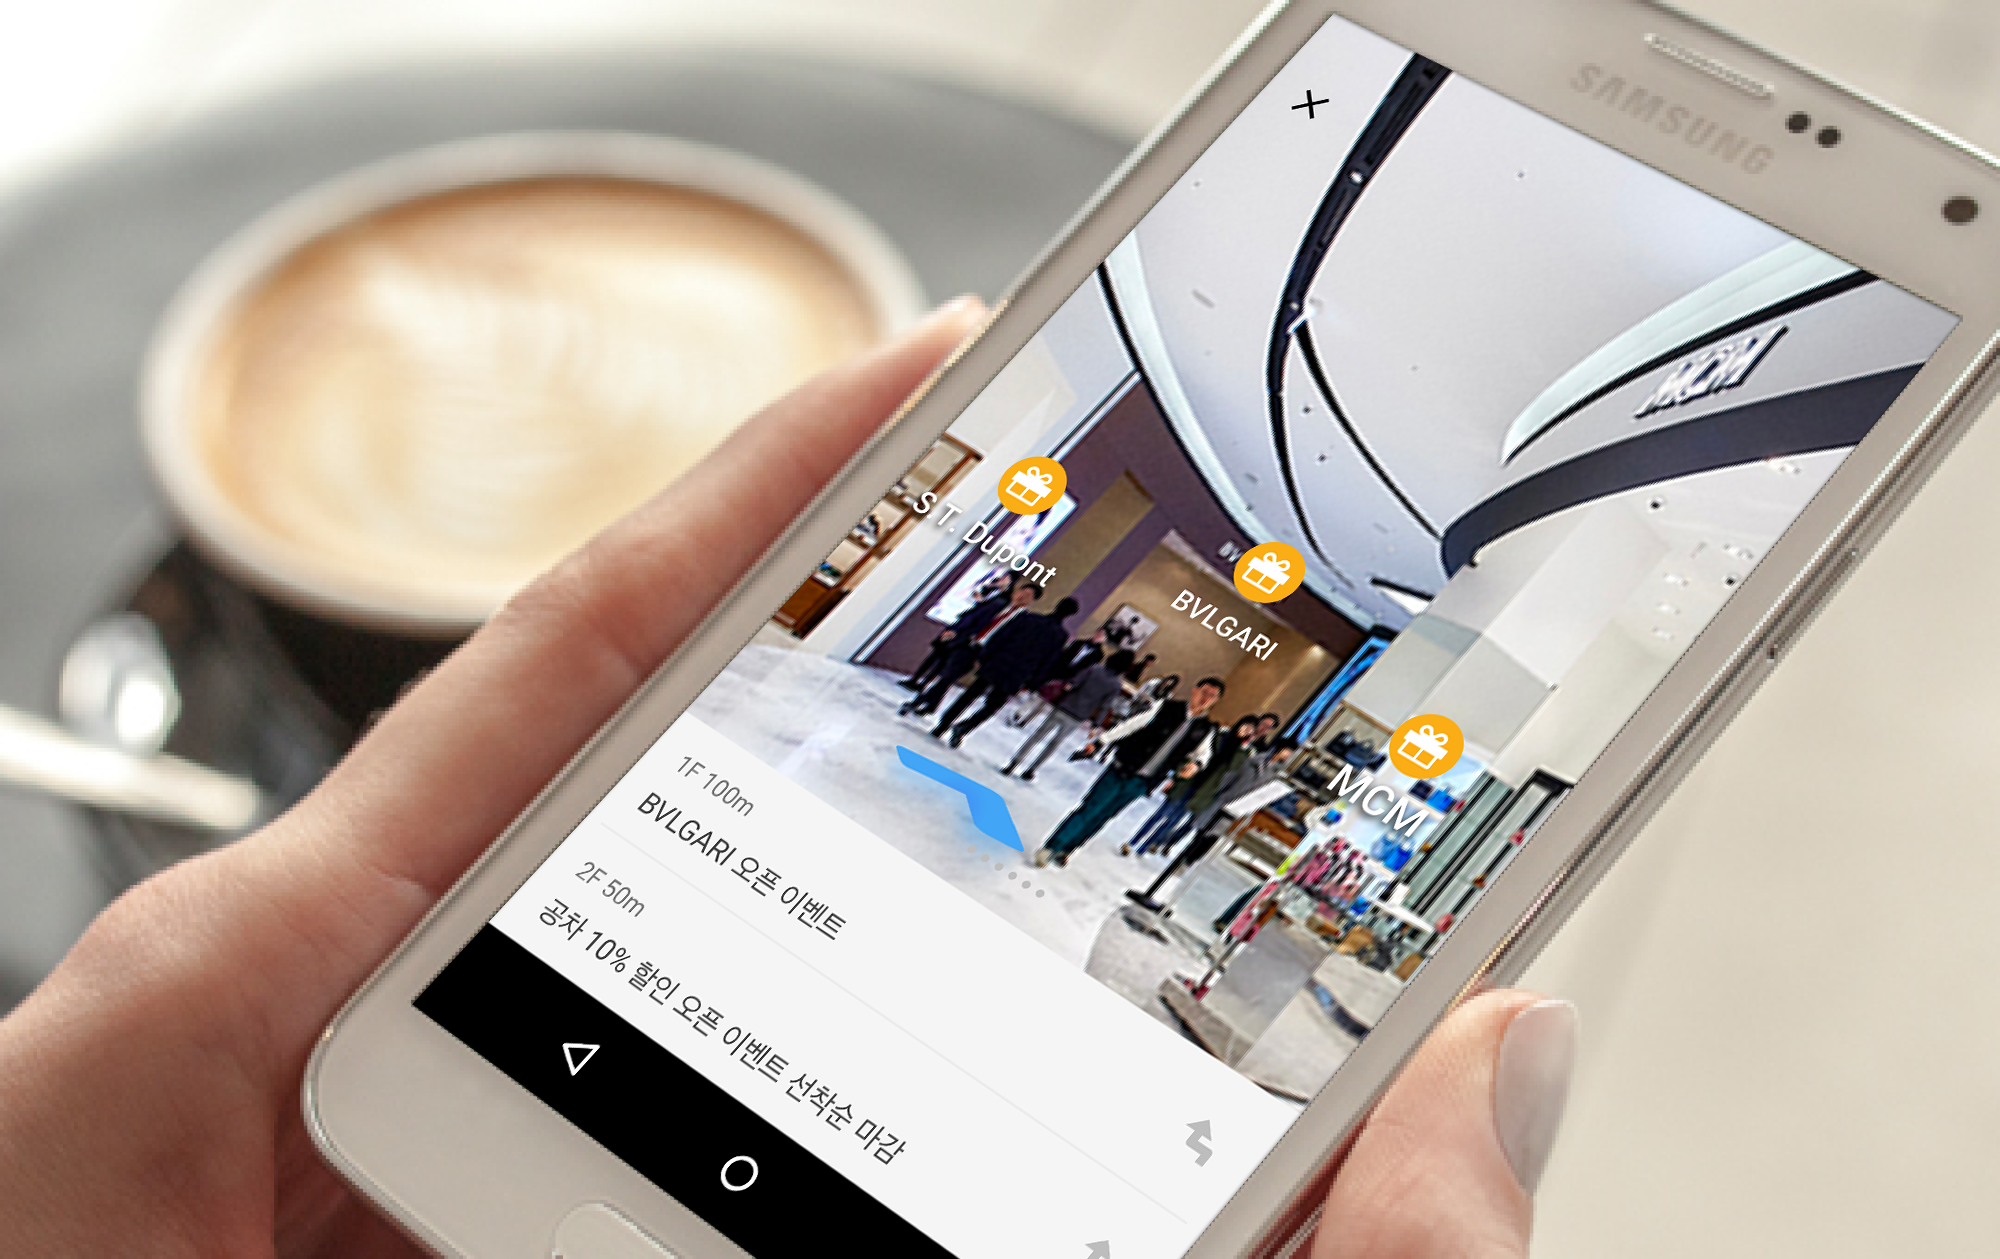 SAMSUNG
MCM
S.T. Dupont
BVLGARI
MCM
1F 100m
BVLGARI 오픈 이벤트
2F 50m
공차 10% 할인 오픈 이벤트 선착순 마감